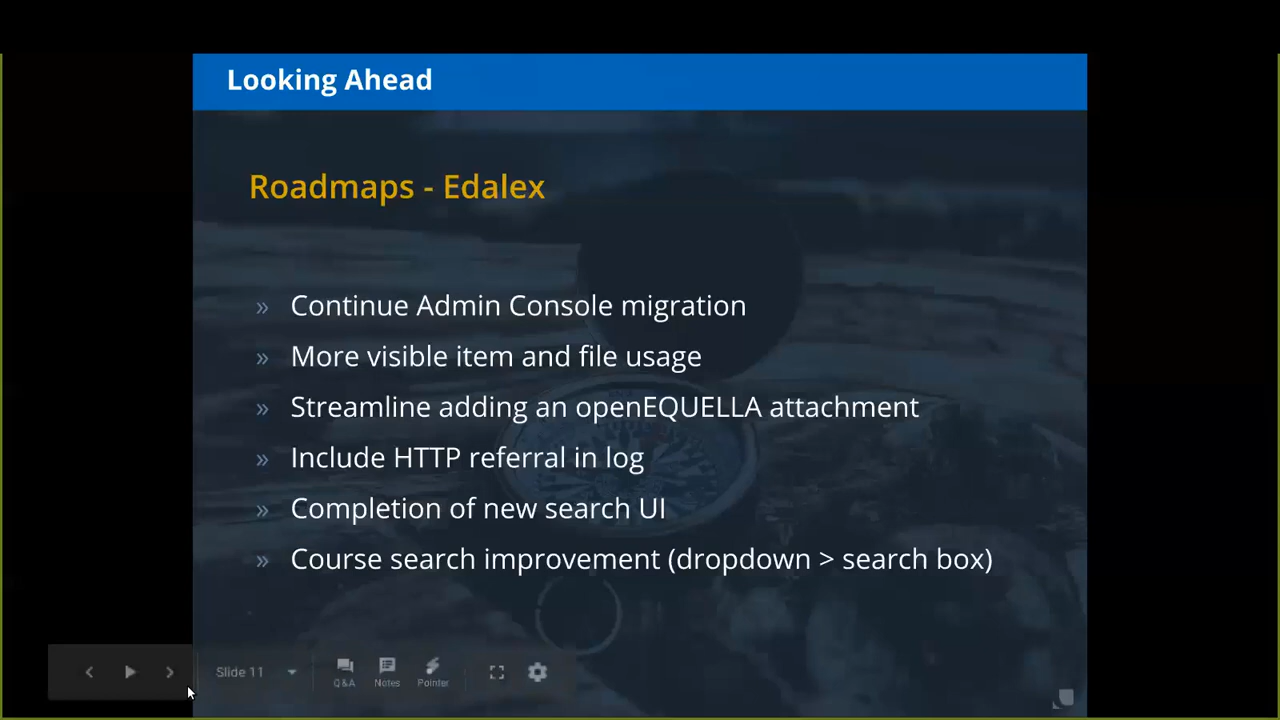 Looking Ahead
Roadmaps - Edalex
» Continue Admin Console migration
» More visible item and file usage
» Streamline adding an openEQUELLA attachment
» Include HTTP referral in log
» Completion of new search UI
» Course search improvement (dropdown > search box)
Slide 11
Q&A Notes Pointer